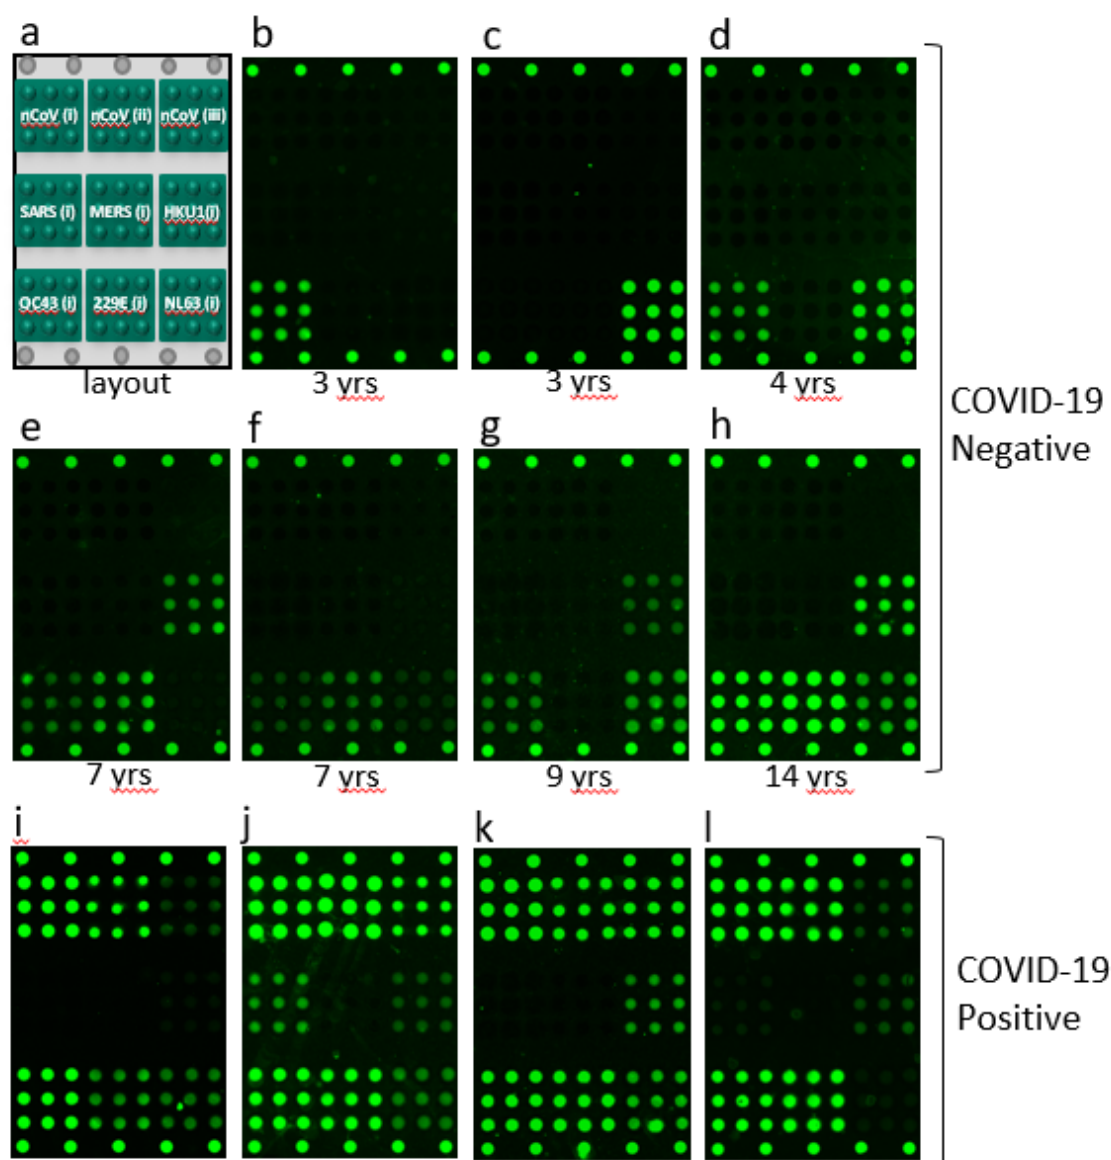 a
b
c
d
nCoV (i) nCoV (ii) nCoV (iii)
SARS (i) MERS (i) HKU1(i)
OC43 (i) 229E (i) NL63 (i)
layout
3 yrs
3 yrs
4 yrs
COVID-19
Negative
e
f
g
h
7 yrs
7 yrs
9 yrs
14 yrs
i
j
k
l
COVID-19
Positive